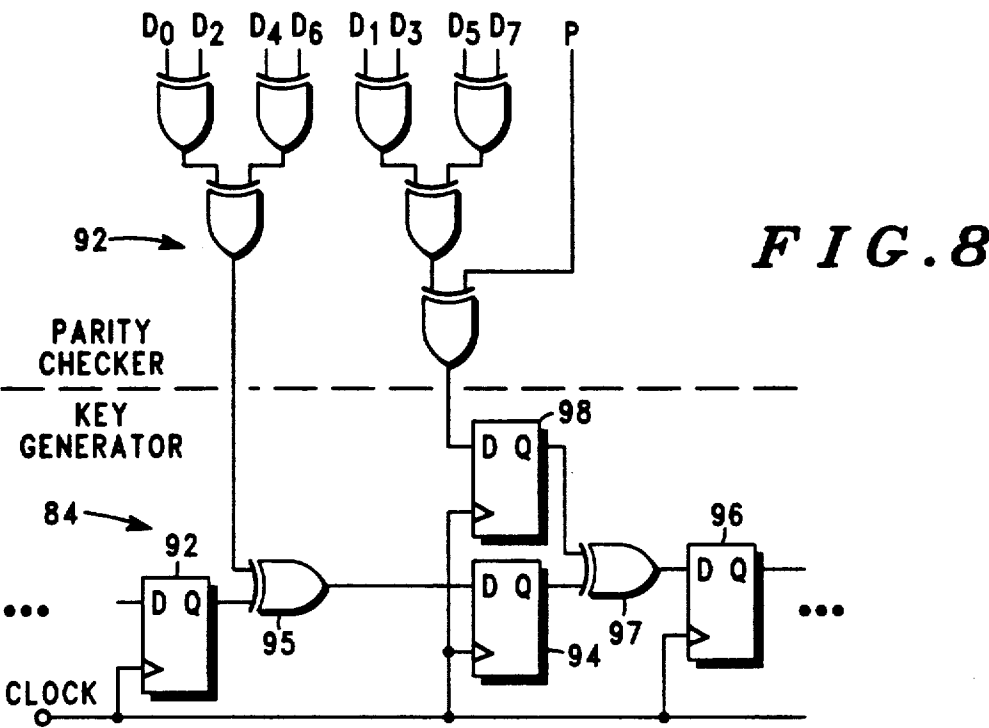 D0 D2 D4 D6 D1 D3 D5 D7 P
92
FIG.8
PARITY
CHECKER
KEY
GENERATOR
98
D Q
84
92
96
D Q
95
D Q
97
D Q
94
CLOCK